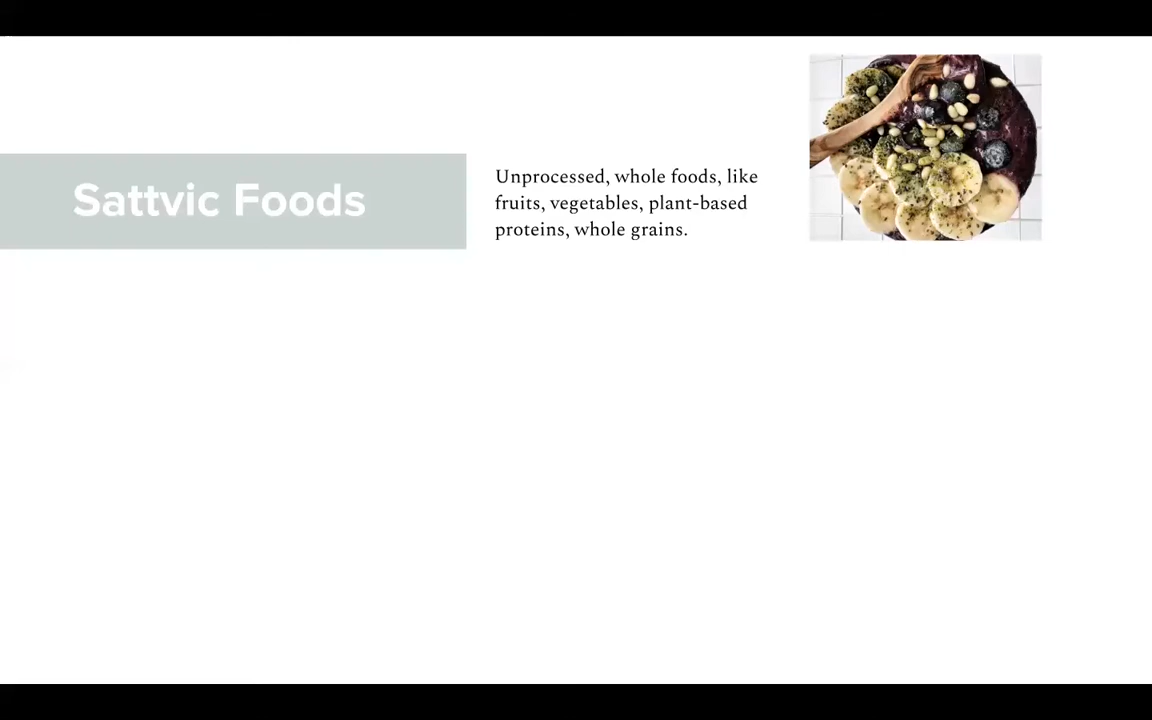 Sattvic Foods
Unprocessed, whole foods, like
fruits, vegetables, plant-based
proteins, whole grains.